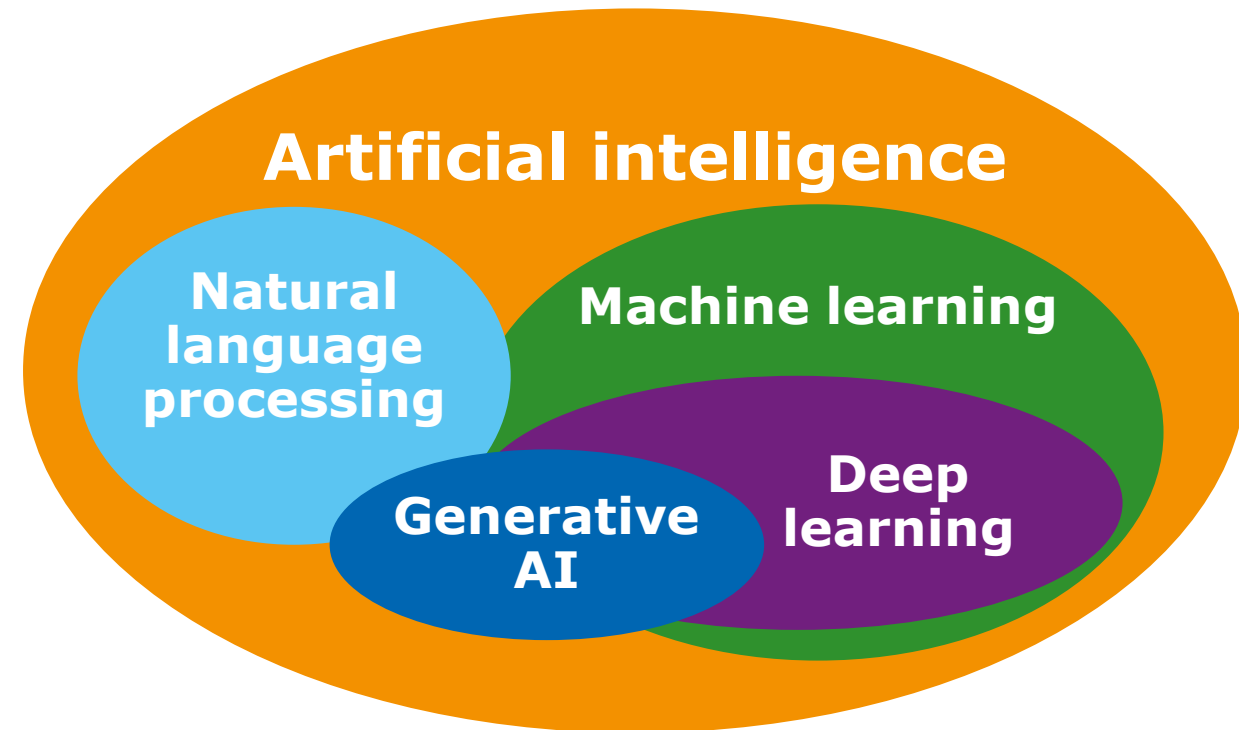 Artificial intelligence
Natural
language
processing
Machine learning
Deep
learning
Generative
AI